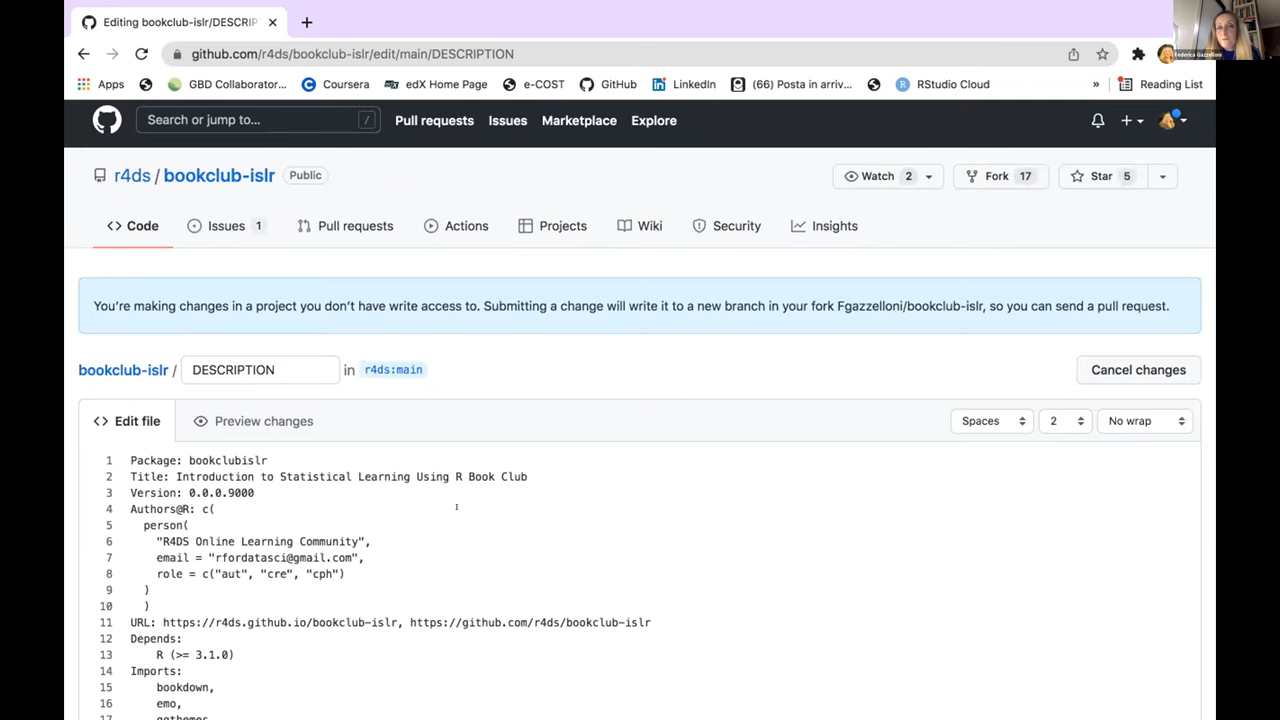 Editing bookclub-islr/DESCRIP
github.com/r4ds/bookclub-islr/edit/main/DESCRIPTION
Federica Gazzelloni
Apps GBD Collaborator... Coursera edX Home Page e-COST GitHub LinkedIn (66) Posta in arriv... RStudio Cloud » Reading List
Search or jump to... / Pull requests Issues Marketplace Explore
r4ds / bookclub-islr Public Watch 2 Fork 17 Star 5
Code Issues 1 Pull requests Actions Projects Wiki Security Insights
You're making changes in a project you don't have write access to. Submitting a change will write it to a new branch in your fork Fgazzelloni/bookclub-islr, so you can send a pull request.
bookclub-islr / DESCRIPTION in r4ds:main Cancel changes
<> Edit file Preview changes Spaces 2 No wrap
1 Package: bookclubislr
2 Title: Introduction to Statistical Learning Using R Book Club
3 Version: 0.0.0.9000
4 Authors@R: c(
5 person(
6 "R4DS Online Learning Community",
7 email = "rfordatasci@gmail.com",
8 role = c("aut", "cre", "cph")
9 )
10 )
11 URL: https://r4ds.github.io/bookclub-islr, https://github.com/r4ds/bookclub-islr
12 Depends:
13 R (>= 3.1.0)
14 Imports:
15 bookdown,
16 emo,
17 ggthemes